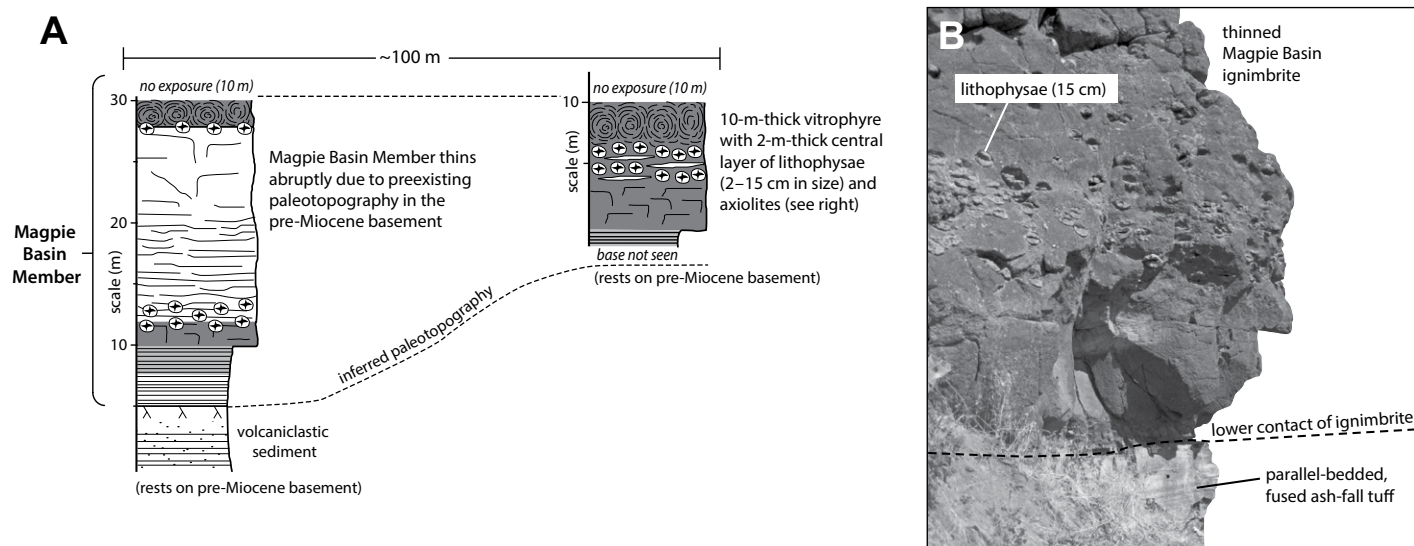 A
~100 m
no exposure (10 m)
30
20
10
scale (m)
Magpie
Basin
Member
Magpie Basin Member thins
abruptly due to preexisting
paleotopography in the
pre-Miocene basement
inferred paleotopography
volcaniclastic
sediment
(rests on pre-Miocene basement)
no exposure (10 m)
10
scale (m)
10-m-thick vitrophyre
with 2-m-thick central
layer of lithophysae
(2–15 cm in size) and
axiolites (see right)
base not seen
(rests on pre-Miocene basement)
B
thinned
Magpie Basin
ignimbrite
lithophysae (15 cm)
lower contact of ignimbrite
parallel-bedded,
fused ash-fall tuff